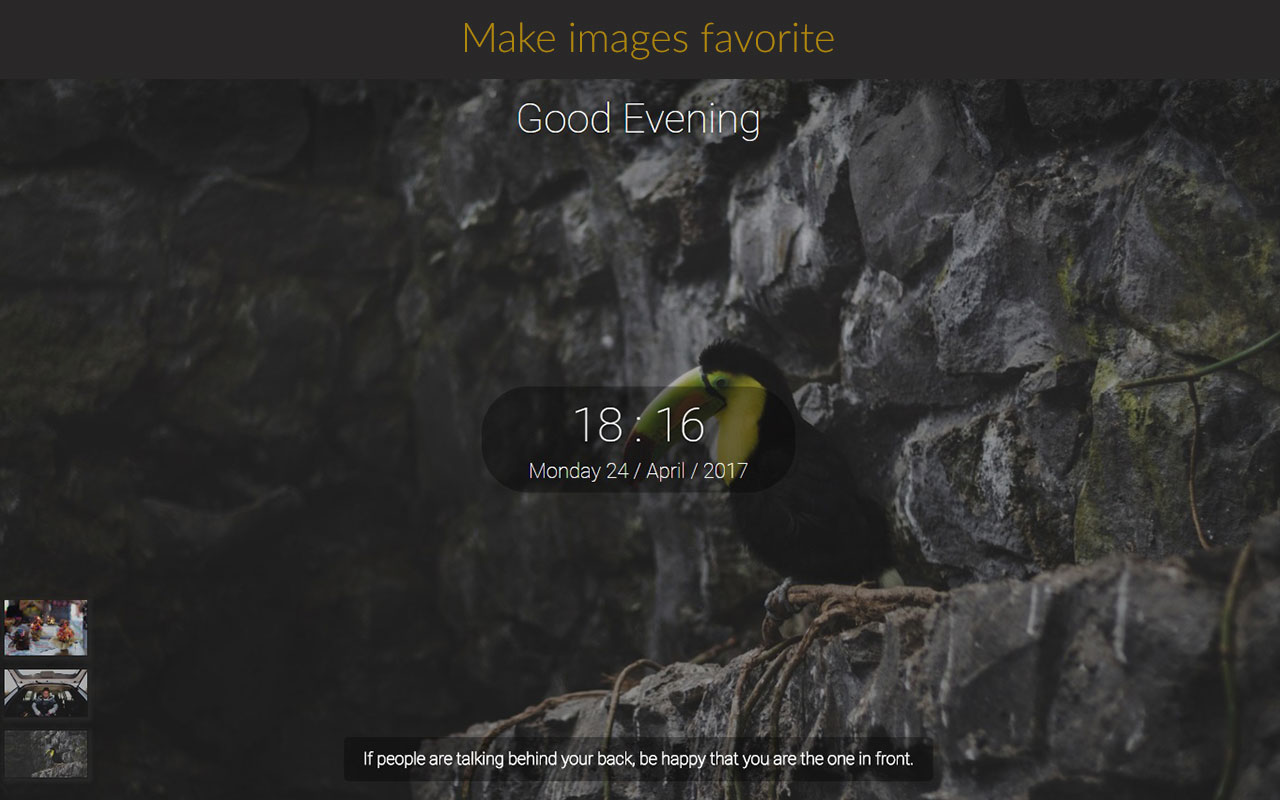 Make images favorite
Good Evening
18 : 16
Monday 24 / April / 2017
If people are talking behind your back, be happy that you are the one in front.